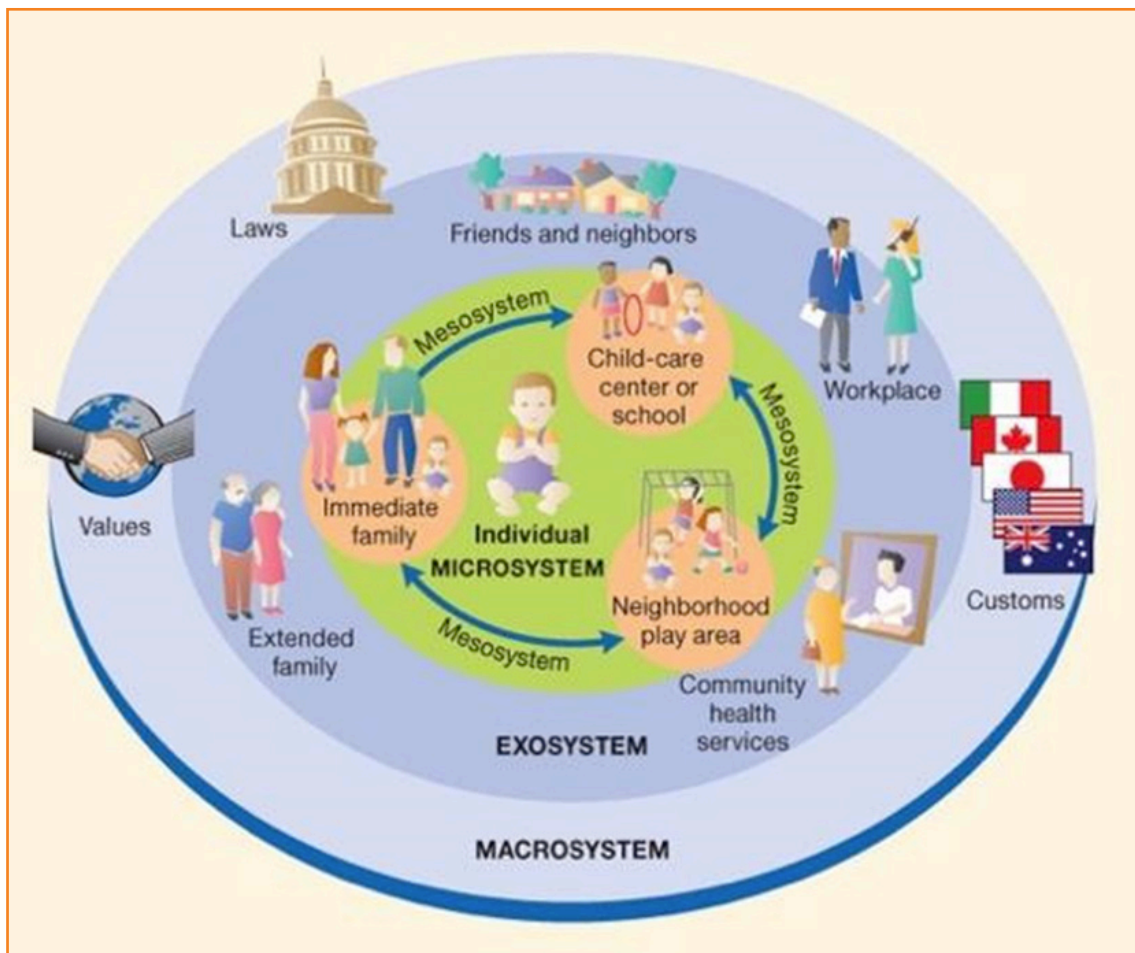 Laws
Friends and neighbors
Mesosystem
Child-care
center or
school
Workplace
Mesosystem
Values
Immediate
family
Individual
MICROSYSTEM
Customs
Neighborhood
play area
Extended
family
Mesosystem
Community
health
services
EXOSYSTEM
MACROSYSTEM